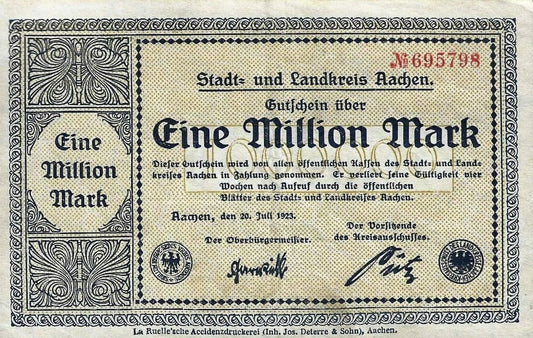 № 695798
Stadt- und Landkreis Aachen.
Gutschein über
Eine Million Mark
Eine
Million
Mark
Dieser Gutschein wird von allen öffentlichen Kassen des Stadt- und Land-
kreises Aachen in Zahlung genommen. Er verliert seine Gültigkeit vier
Wochen nach Aufruf durch die öffentlichen
Blätter des Stadt- und Landkreises Aachen.
Aachen, den 20. Juli 1923.
Der Oberbürgermeister.
Der Vorsitzende
des Kreisausschusses.
La Ruelle'sche Accidenzdruckerei (Inh. Jos. Deterre & Sohn), Aachen.